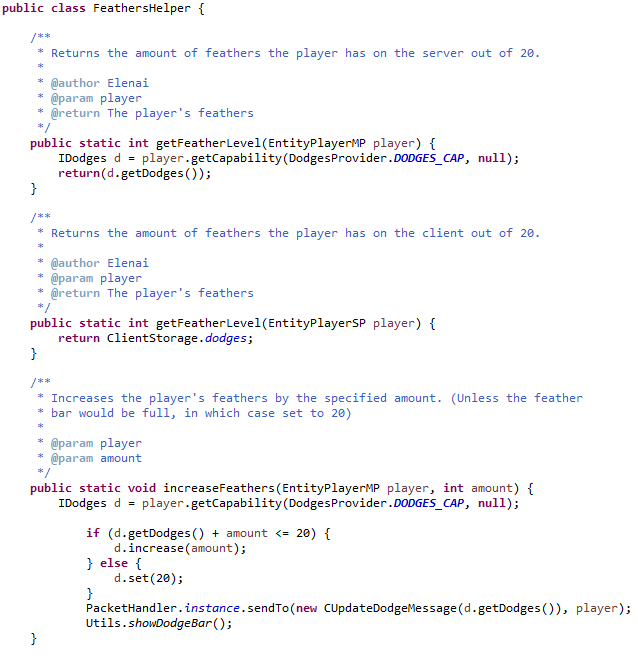 public class FeathersHelper {
/**
* Returns the amount of feathers the player has on the server out of 20.
*
* @author Elenai
* @param player
* @return The player's feathers
*/
public static int getFeatherLevel(EntityPlayerMP player) {
IDodges d = player.getCapability(DodgesProvider.DODGES_CAP, null);
return(d.getDodges());
}
/**
* Returns the amount of feathers the player has on the client out of 20.
*
* @author Elenai
* @param player
* @return The player's feathers
*/
public static int getFeatherLevel(EntityPlayerSP player) {
return ClientStorage.dodges;
}
/**
* Increases the player's feathers by the specified amount. (Unless the feather
* bar would be full, in which case set to 20)
*
* @param player
* @param amount
*/
public static void increaseFeathers(EntityPlayerMP player, int amount) {
IDodges d = player.getCapability(DodgesProvider.DODGES_CAP, null);
if (d.getDodges() + amount <= 20) {
d.increase(amount);
} else {
d.set(20);
}
PacketHandler.instance.sendTo(new CUpdateDodgeMessage(d.getDodges()), player);
Utils.showDodgeBar();
}